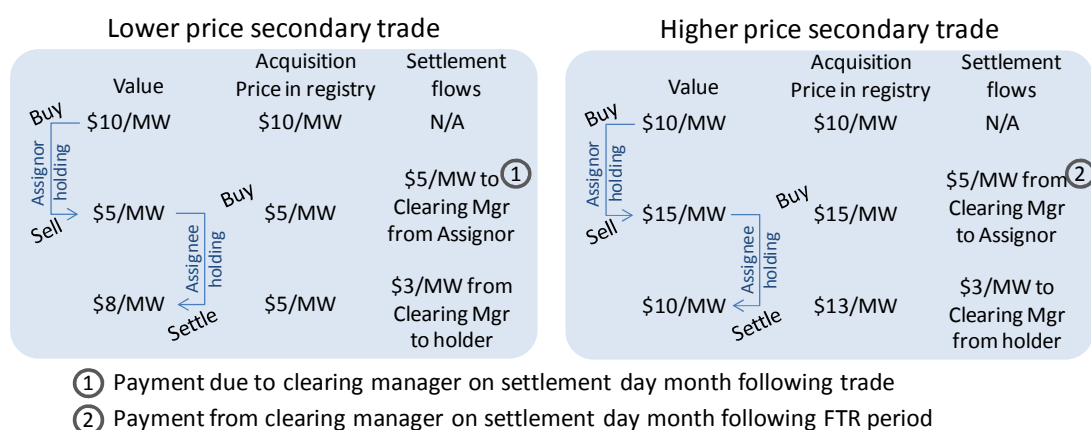 Lower price secondary trade
Value
Acquisition
Price in registry
Settlement
flows
Buy
$10/MW
$10/MW
N/A
Assignor
holding
Sell
$5/MW
Buy
$5/MW
$5/MW to
Clearing Mgr
from Assignor
1
Assignee
holding
$8/MW
Settle
$5/MW
$3/MW from
Clearing Mgr
to holder
Higher price secondary trade
Value
Acquisition
Price in registry
Settlement
flows
Buy
$10/MW
$10/MW
N/A
Assignor
holding
Sell
$15/MW
Buy
$15/MW
$5/MW from
Clearing Mgr
to Assignor
2
Assignee
holding
$10/MW
Settle
$13/MW
$3/MW to
Clearing Mgr
from holder
1 Payment due to clearing manager on settlement day month following trade
2 Payment from clearing manager on settlement day month following FTR period